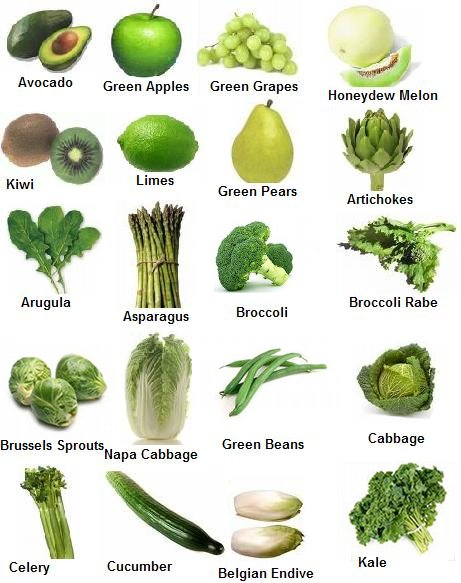 Avocado
Green Apples
Green Grapes
Honeydew Melon
Kiwi
Limes
Green Pears
Artichokes
Arugula
Asparagus
Broccoli
Broccoli Rabe
Brussels Sprouts
Napa Cabbage
Green Beans
Cabbage
Celery
Cucumber
Belgian Endive
Kale